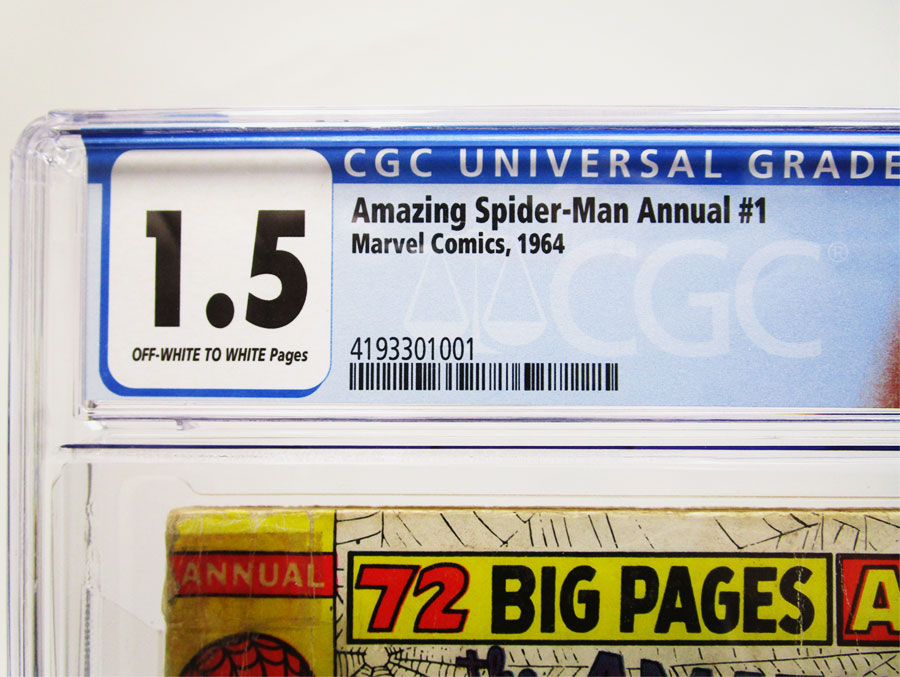 CGC UNIVERSAL GRADE
1.5
OFF-WHITE TO WHITE Pages
Amazing Spider-Man Annual #1
Marvel Comics, 1964
CGC®
4193301001
ANNUAL
72 BIG PAGES
the